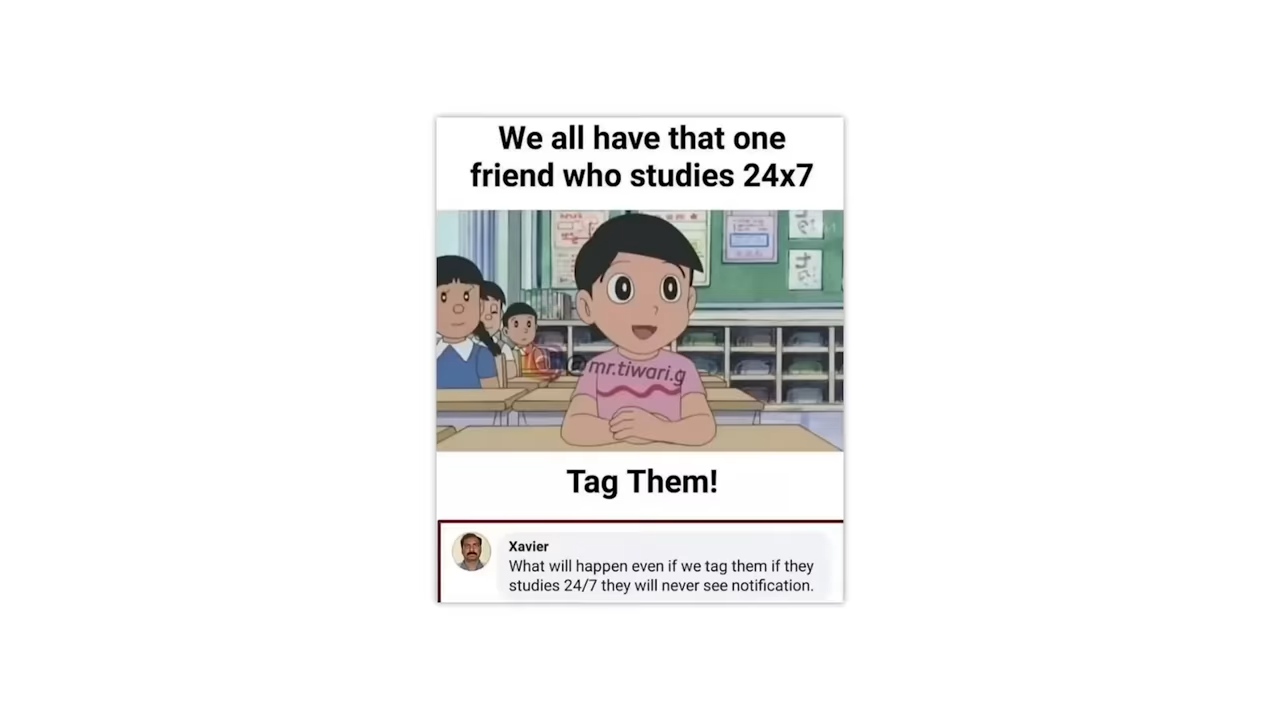 We all have that one
friend who studies 24x7
@mr.tiwari.g
Tag Them!
Xavier
What will happen even if we tag them if they
studies 24/7 they will never see notification.